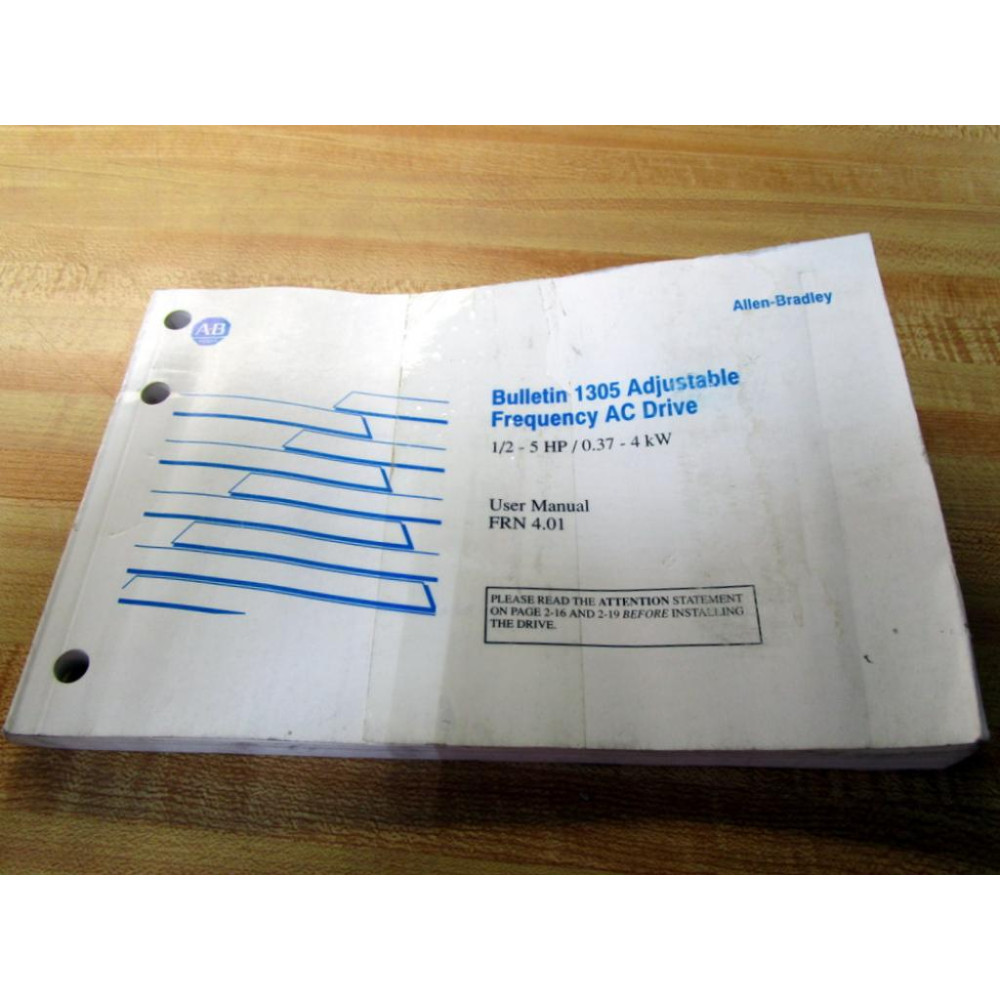 A-B
Allen-Bradley
Bulletin 1305 Adjustable
Frequency AC Drive
1/2 - 5 HP / 0.37 - 4 kW
User Manual
FRN 4.01
PLEASE READ THE ATTENTION STATEMENT
ON PAGE 2-16 AND 2-19 BEFORE INSTALLING
THE DRIVE.